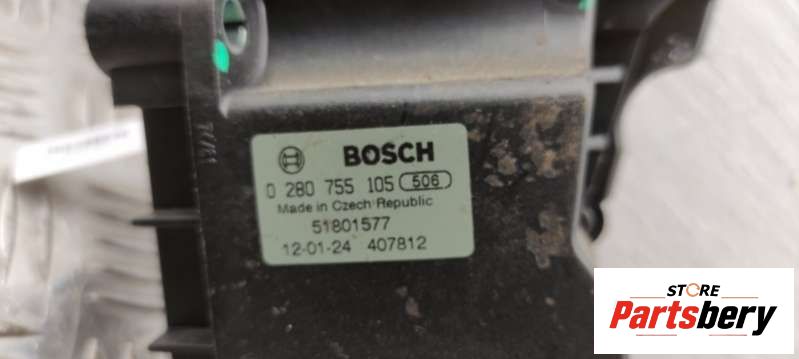 BOSCH
0 280 755 105 506
Made in Czech Republic
51801577
12-01-24 407812
STORE
Partsbery